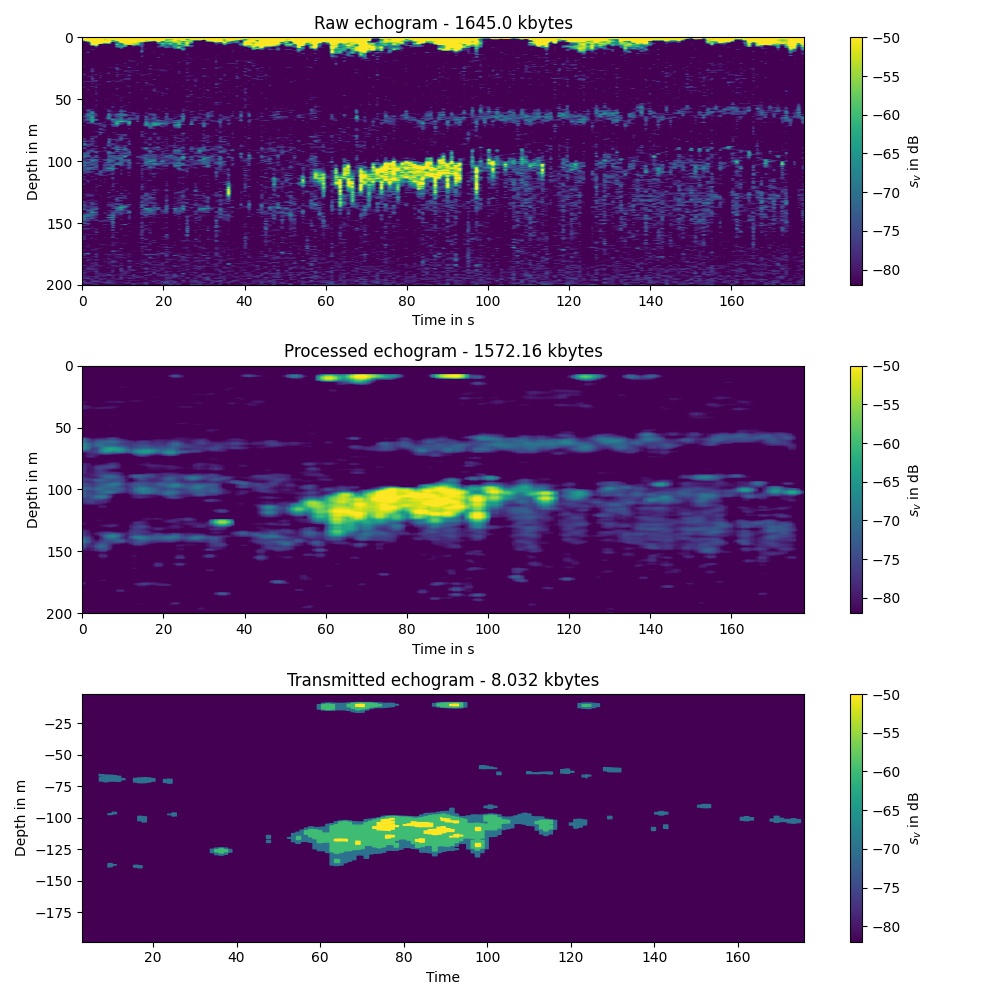 Raw echogram - 1645.0 kbytes
0
50
100
150
200
Depth in m
0 20 40 60 80 100 120 140 160
Time in s
−50
−55
−60
−65
−70
−75
−80
sv in dB
Processed echogram - 1572.16 kbytes
0
50
100
150
200
Depth in m
0 20 40 60 80 100 120 140 160
Time in s
−50
−55
−60
−65
−70
−75
−80
sv in dB
Transmitted echogram - 8.032 kbytes
−25
−50
−75
−100
−125
−150
−175
Depth in m
20 40 60 80 100 120 140 160
Time
−50
−55
−60
−65
−70
−75
−80
sv in dB